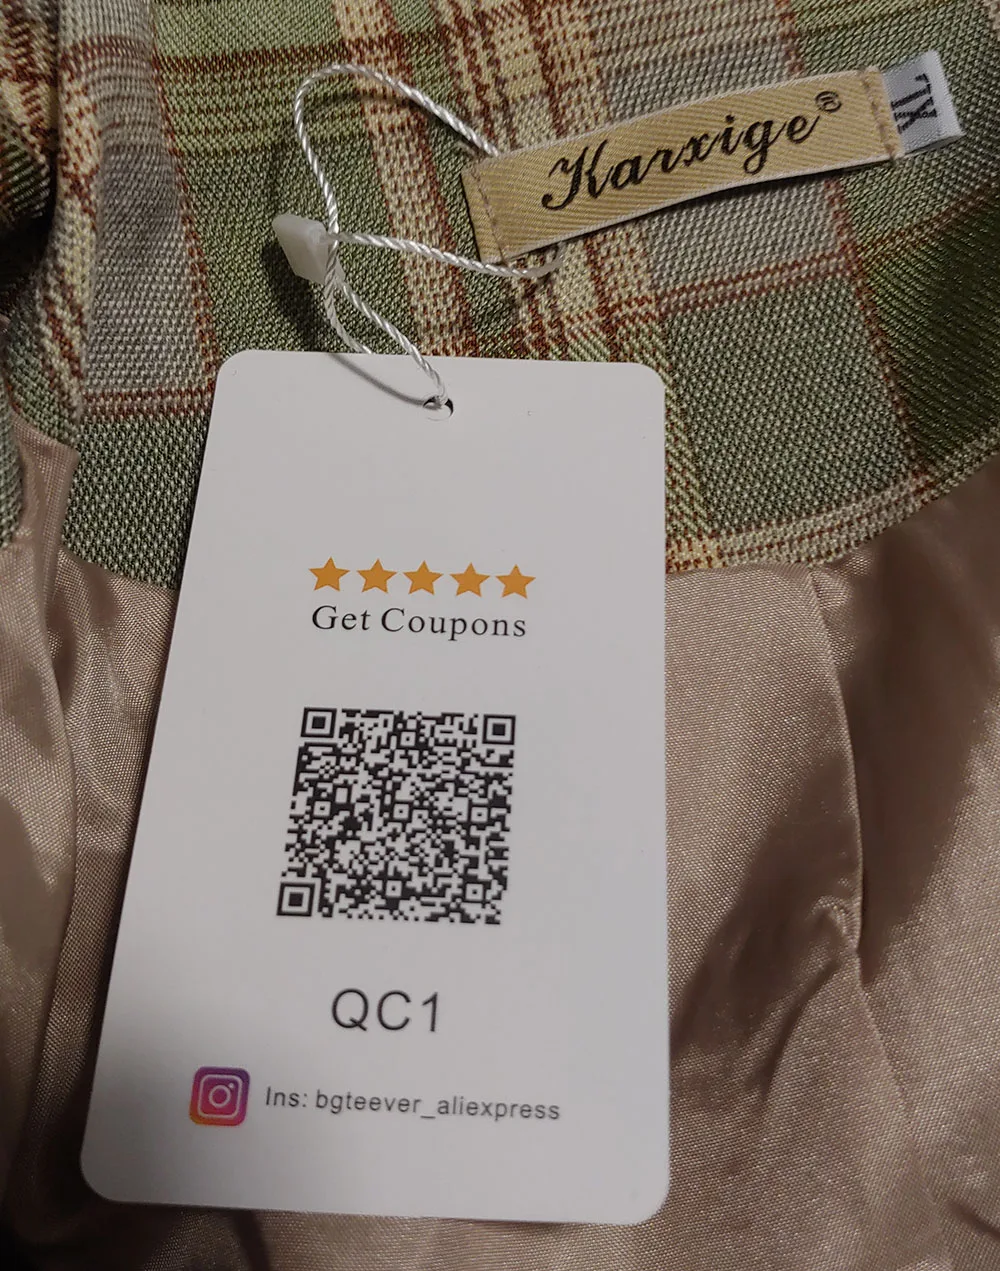 Karxige®
XL
Get Coupons
QC1
Ins: bgteever_aliexpress